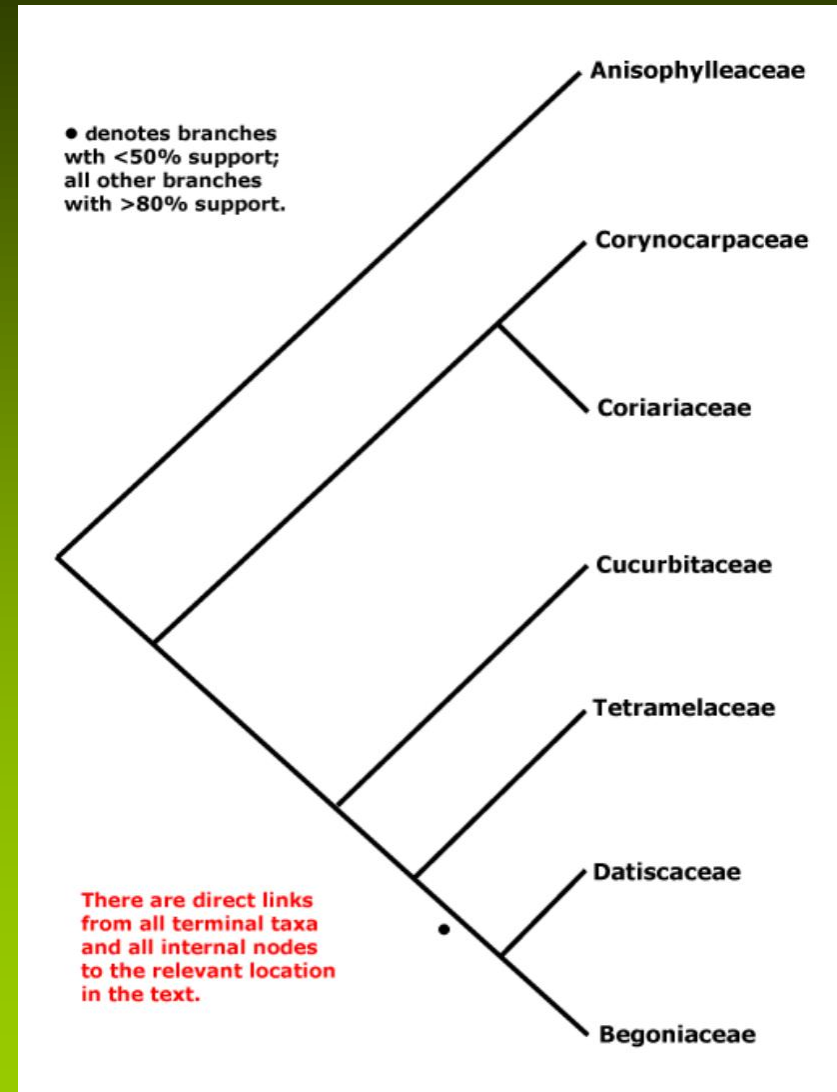 Anisophylleaceae
● denotes branches
wth <50% support;
all other branches
with >80% support.
Corynocarpaceae
Coriariaceae
Cucurbitaceae
Tetramelaceae
Datiscaceae
There are direct links
from all terminal taxa
and all internal nodes
to the relevant location
in the text.
Begoniaceae